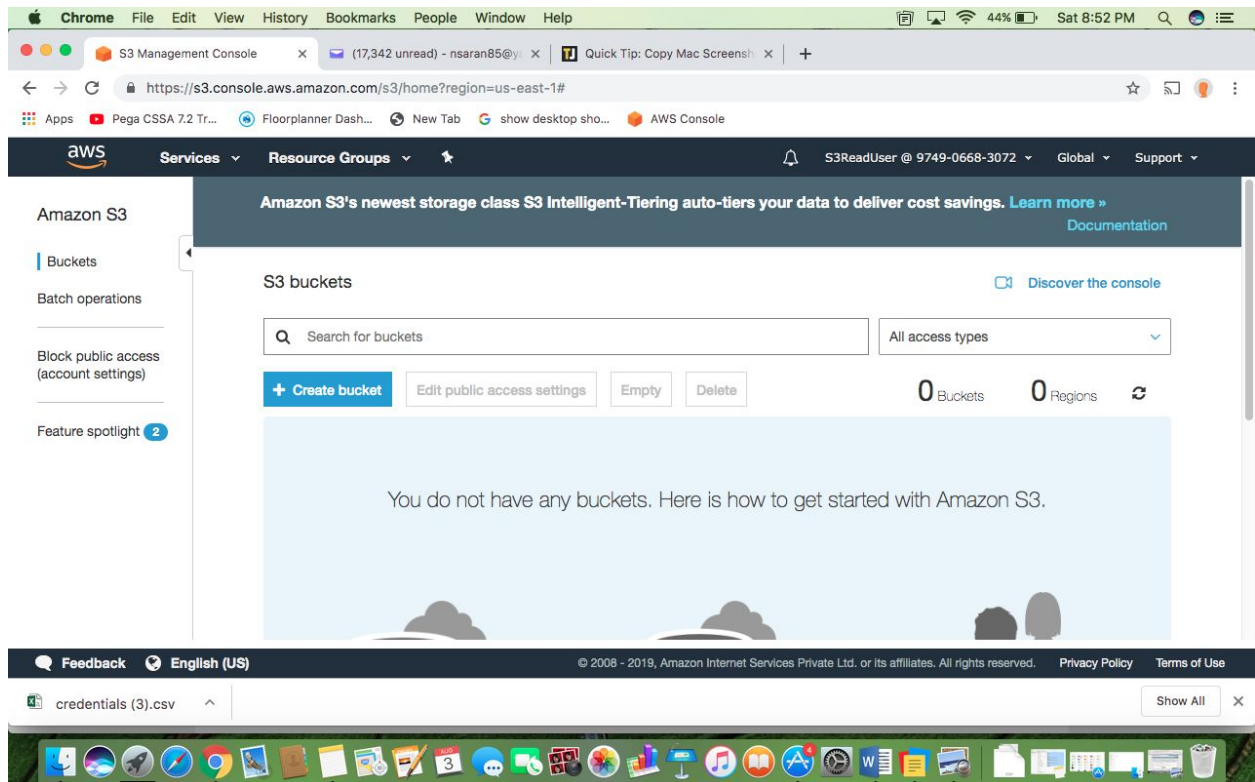 Chrome File Edit View History Bookmarks People Window Help 44% Sat 8:52 PM
S3 Management Console (17,342 unread) - nsaran85@y Quick Tip: Copy Mac Screensh
https://s3.console.aws.amazon.com/s3/home?region=us-east-1#
Apps Pega CSSA 7.2 Tr... Floorplanner Dash... New Tab show desktop sho... AWS Console
aws Services Resource Groups S3ReadUser @ 9749-0668-3072 Global Support
Amazon S3
Buckets
Batch operations
Block public access
(account settings)
Feature spotlight 2
Amazon S3's newest storage class S3 Intelligent-Tiering auto-tiers your data to deliver cost savings. Learn more »
Documentation
S3 buckets Discover the console
Search for buckets All access types
+ Create bucket Edit public access settings Empty Delete 0 Buckets 0 Regions
You do not have any buckets. Here is how to get started with Amazon S3.
Feedback English (US) © 2008 - 2019, Amazon Internet Services Private Ltd. or its affiliates. All rights reserved. Privacy Policy Terms of Use
credentials (3).csv Show All
AUG
3